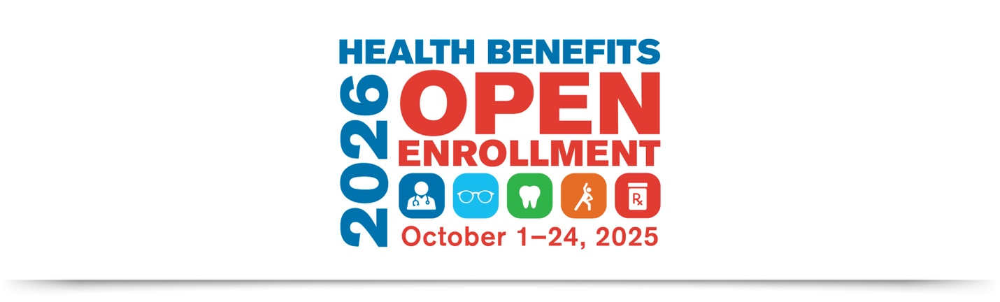 HEALTH BENEFITS
2026
OPEN
ENROLLMENT
Rx
October 1–24, 2025